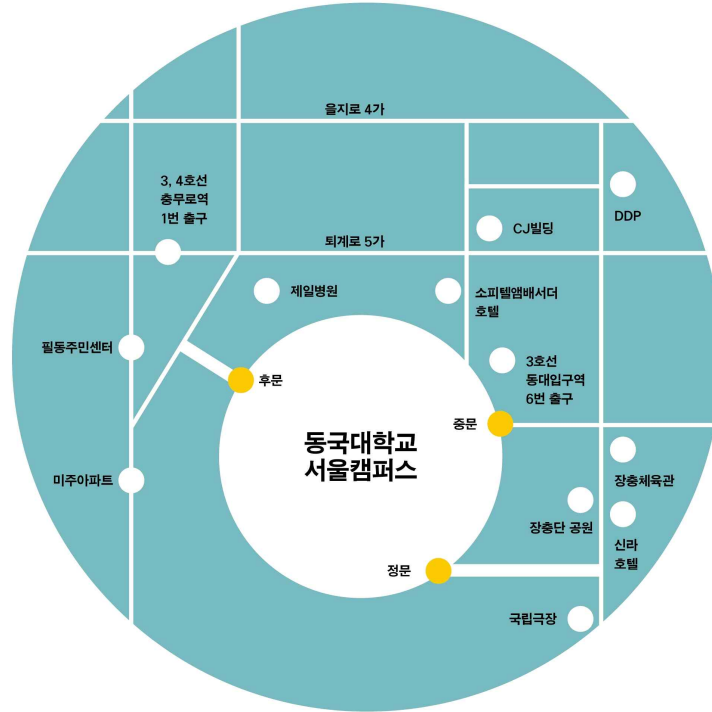 을지로 4가
3, 4호선
충무로역
1번 출구
DDP
CJ빌딩
퇴계로 5가
제일병원
소피텔앰배서더
호텔
필동주민센터
3호선
동대입구역
6번 출구
후문
중문
동국대학교
서울캠퍼스
미주아파트
장충체육관
장충단 공원
신라
호텔
정문
국립극장